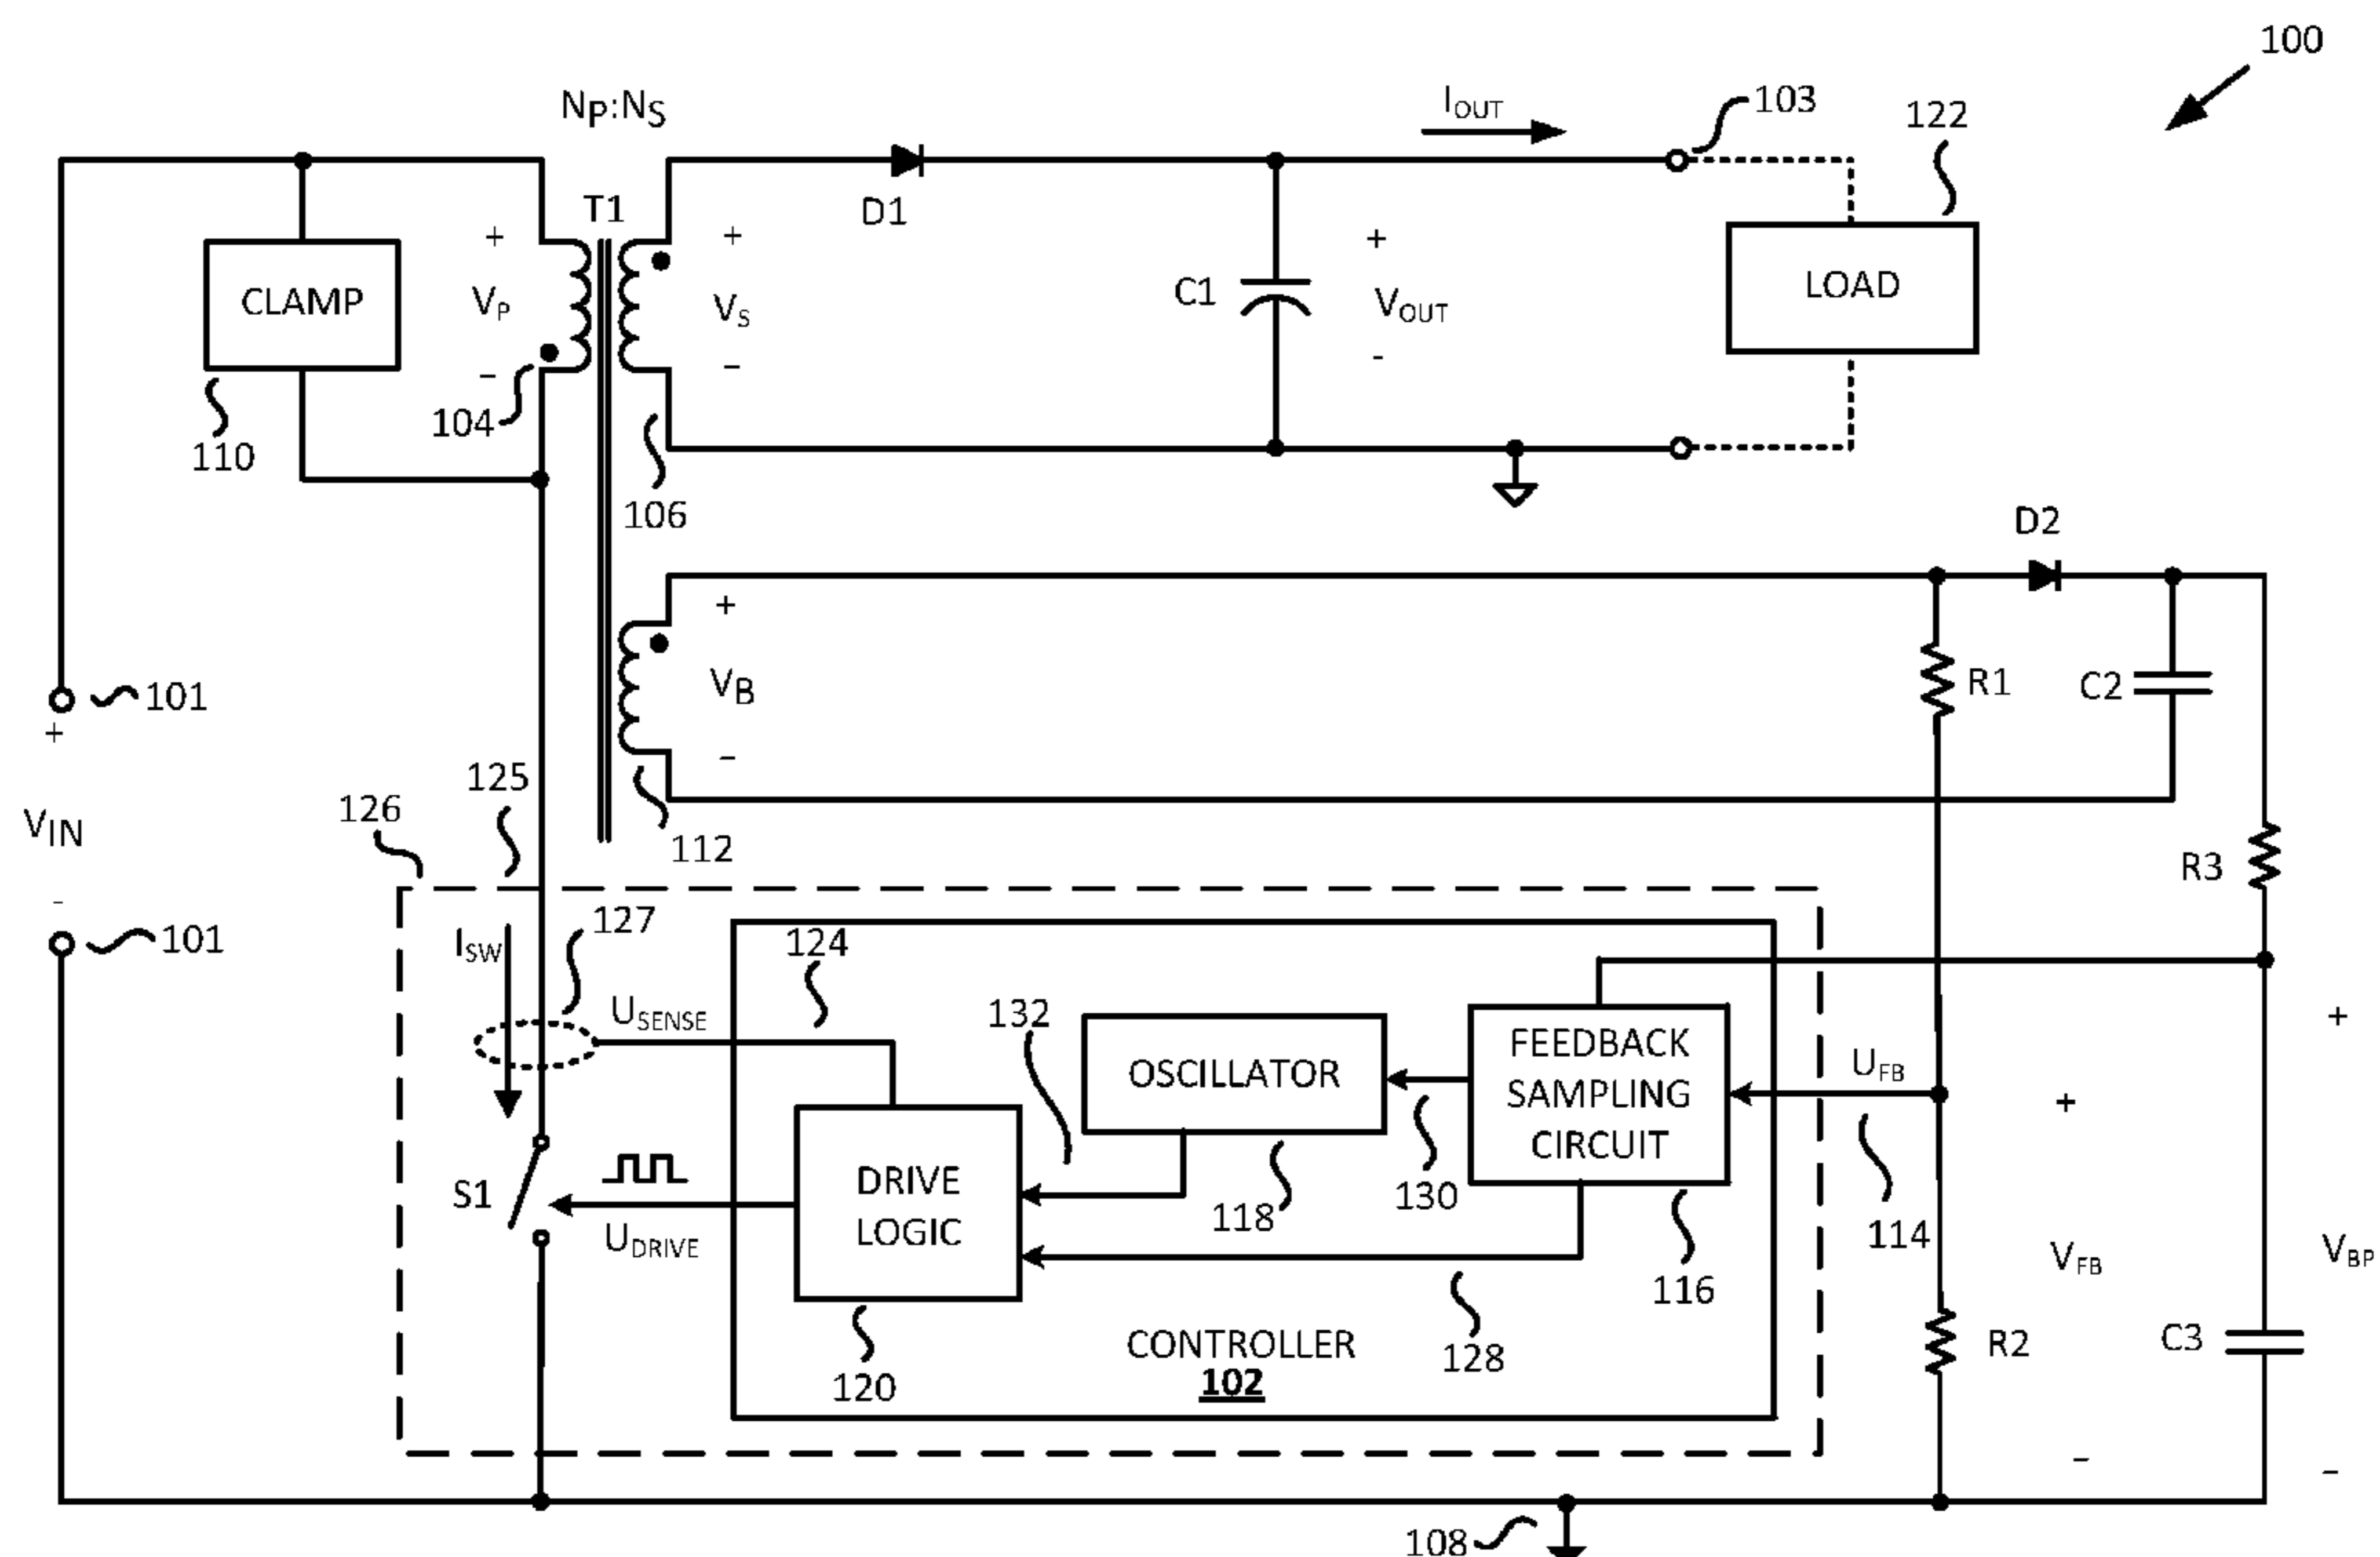 100
NP:NS
IOUT
103
122
D1
T1
+
VP
–
+
VS
–
CLAMP
C1
+
VOUT
-
LOAD
104
110
106
D2
+
VB
–
R1
C2
101
+
VIN
-
101
125
126
112
R3
127
124
ISW
USENSE
132
OSCILLATOR
FEEDBACK
SAMPLING
CIRCUIT
UFB
+
+
DRIVE
LOGIC
S1
UDRIVE
118
130
114
116
VFB
VBP
R2
C3
120
128
CONTROLLER
102
–
–
108